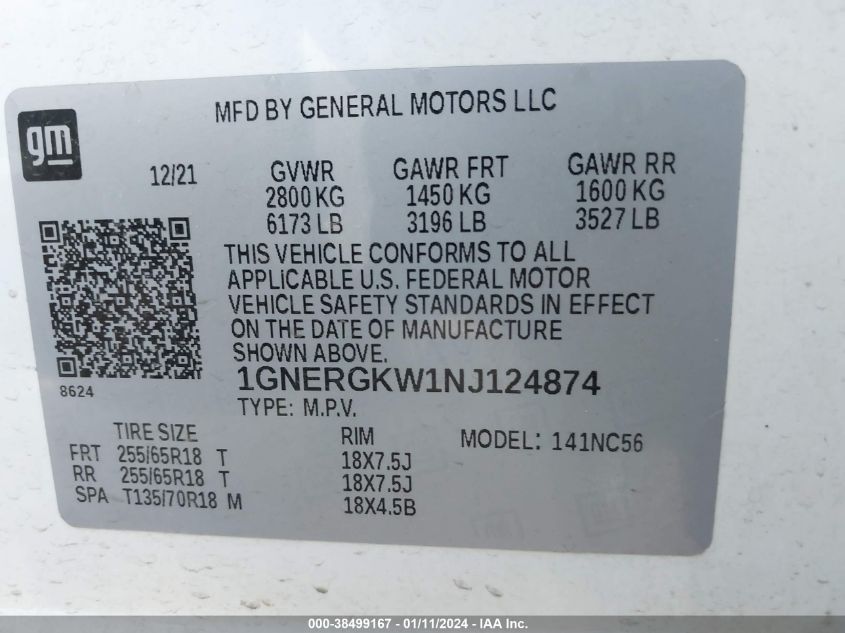 MFD BY GENERAL MOTORS LLC
gm
12/21 GVWR GAWR FRT GAWR RR
2800 KG 1450 KG 1600 KG
6173 LB 3196 LB 3527 LB
THIS VEHICLE CONFORMS TO ALL
APPLICABLE U.S. FEDERAL MOTOR
VEHICLE SAFETY STANDARDS IN EFFECT
ON THE DATE OF MANUFACTURE
SHOWN ABOVE.
1GNERGKW1NJ124874
8624
TYPE: M.P.V.
TIRE SIZE RIM MODEL: 141NC56
FRT 255/65R18 T 18X7.5J
RR 255/65R18 T 18X7.5J
SPA T135/70R18 M 18X4.5B
000-38499167 - 01/11/2024 - IAA Inc.